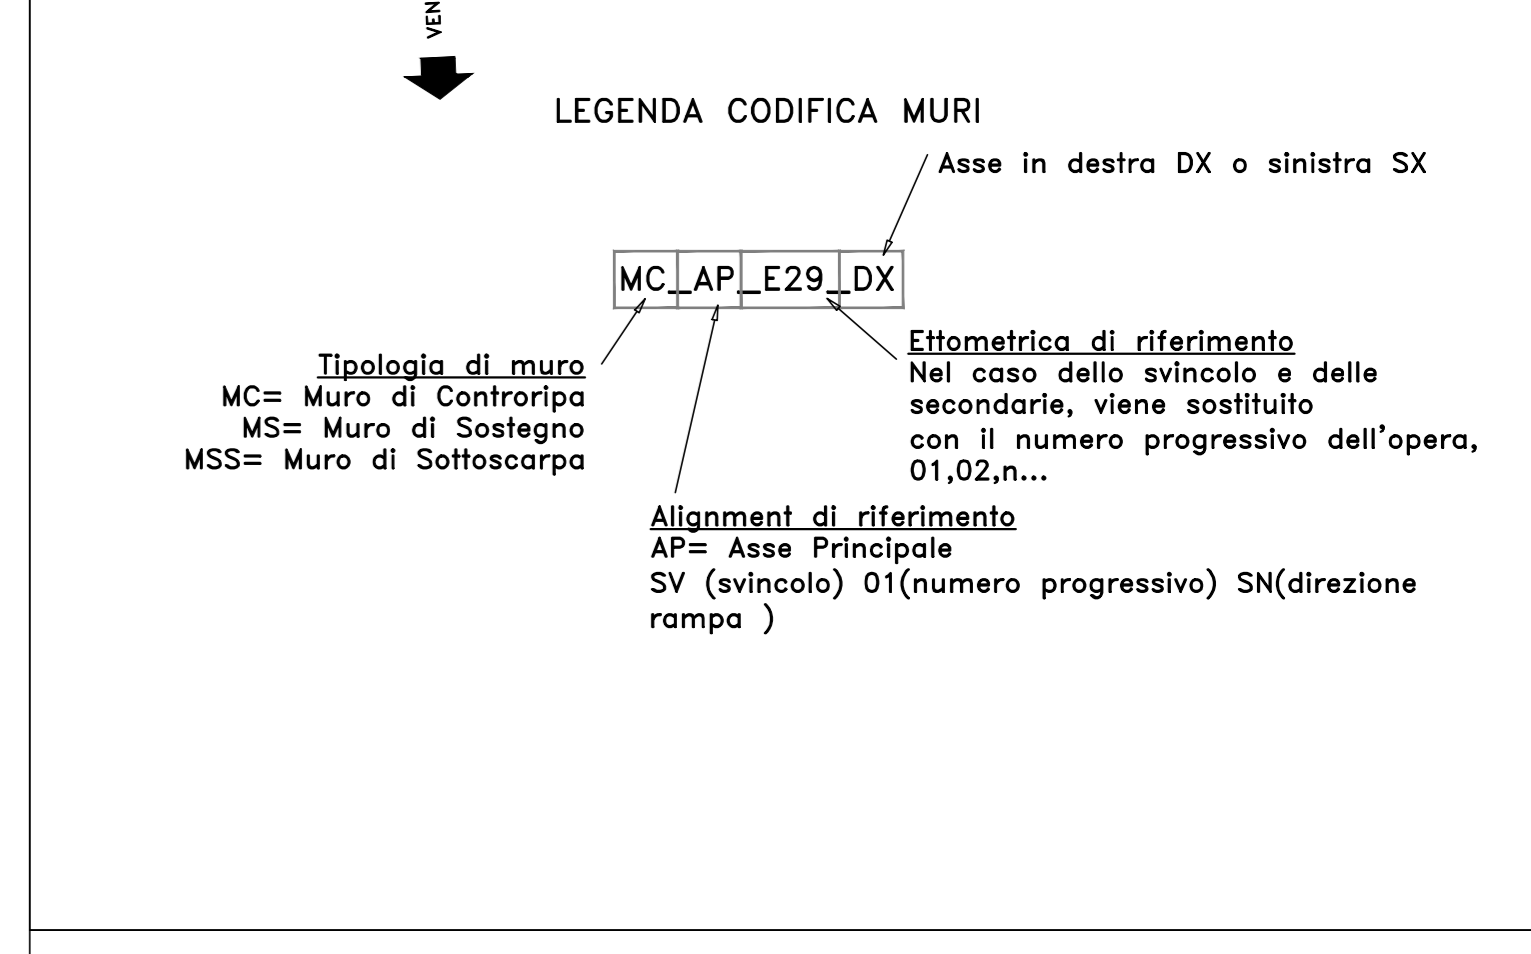 VEN
LEGENDA CODIFICA MURI
Asse in destra DX o sinistra SX
MC_AP_E29_DX
Tipologia di muro
MC= Muro di Controripa
MS= Muro di Sostegno
MSS= Muro di Sottoscarpa
Ettometrica di riferimento
Nel caso dello svincolo e delle
secondarie, viene sostituito
con il numero progressivo dell'opera,
01,02,n...
Alignment di riferimento
AP= Asse Principale
SV (svincolo) 01(numero progressivo) SN(direzione
rampa )